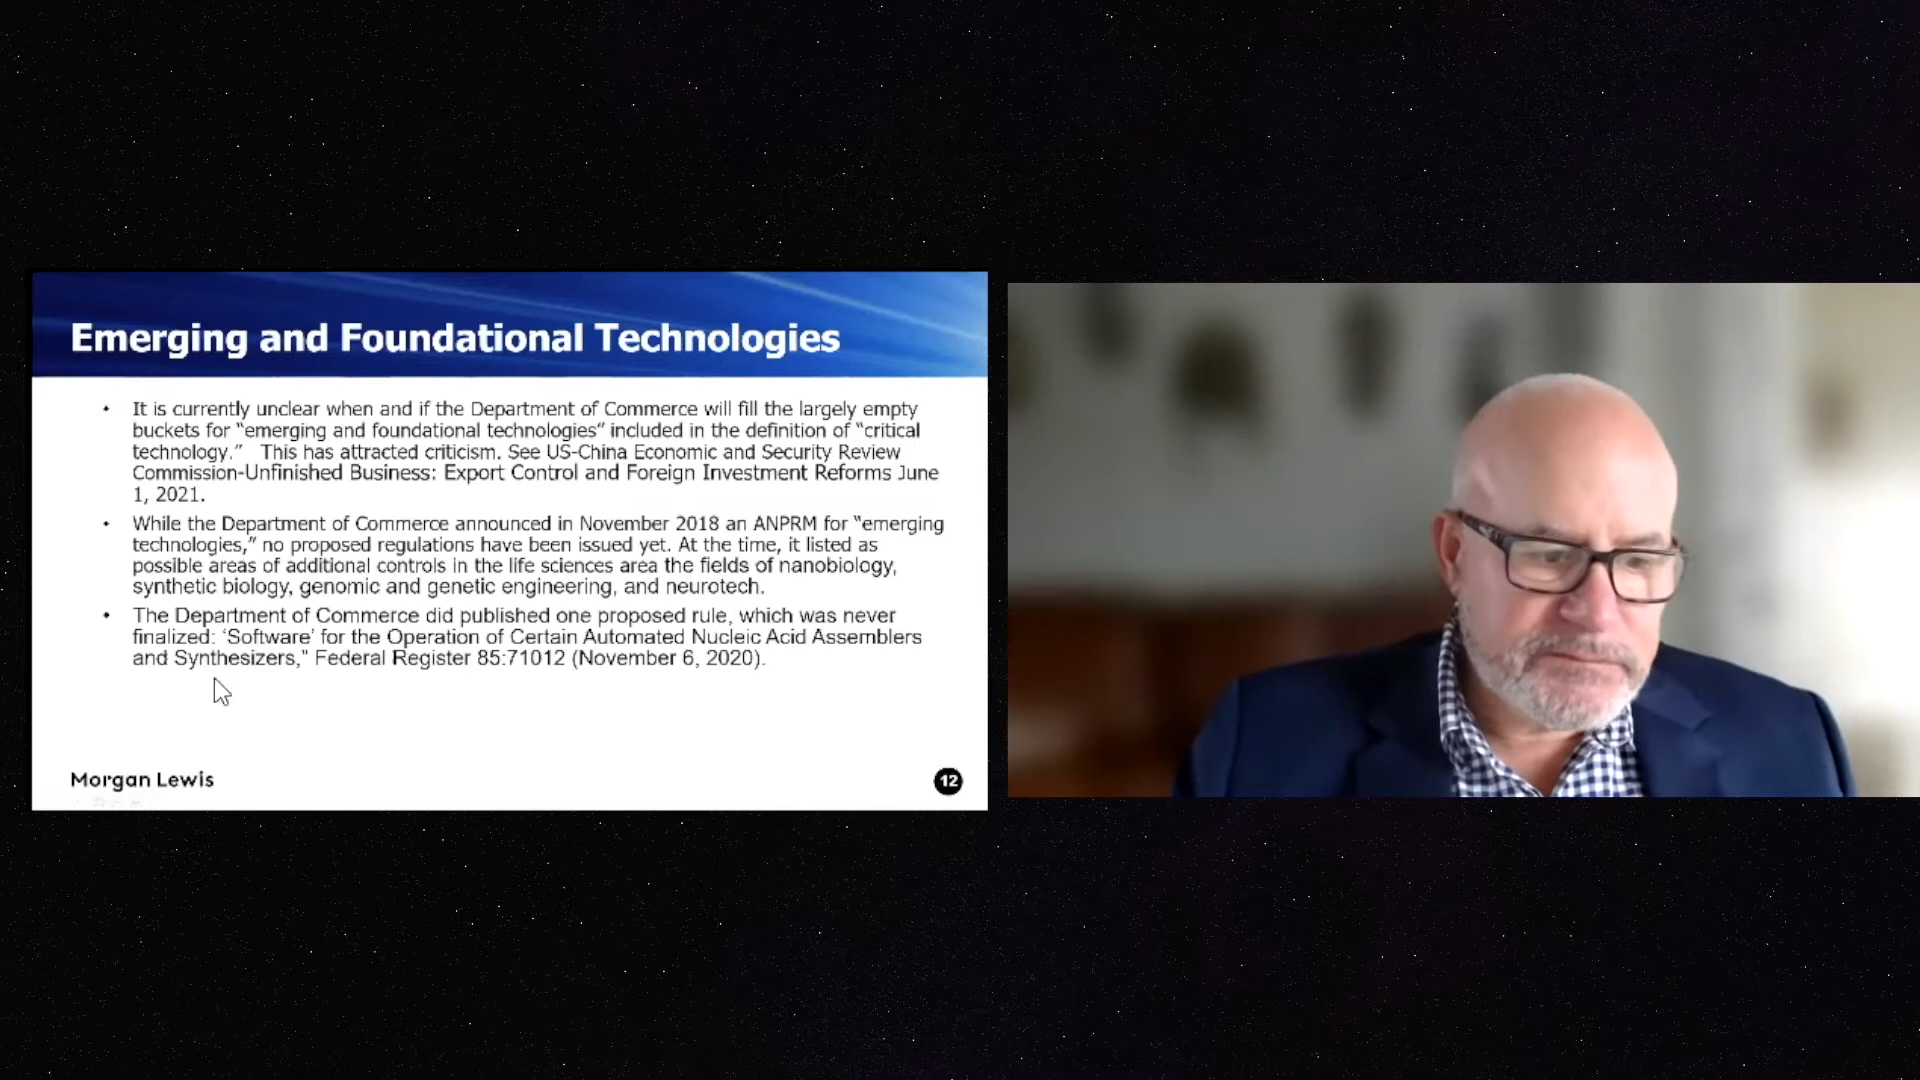 Emerging and Foundational Technologies
• It is currently unclear when and if the Department of Commerce will fill the largely empty
buckets for “emerging and foundational technologies” included in the definition of “critical
technology.” This has attracted criticism. See US-China Economic and Security Review
Commission-Unfinished Business: Export Control and Foreign Investment Reforms June
1, 2021.
• While the Department of Commerce announced in November 2018 an ANPRM for “emerging
technologies,” no proposed regulations have been issued yet. At the time, it listed as
possible areas of additional controls in the life sciences area the fields of nanobiology,
synthetic biology, genomic and genetic engineering, and neurotech.
• The Department of Commerce did published one proposed rule, which was never
finalized: ‘Software’ for the Operation of Certain Automated Nucleic Acid Assemblers
and Synthesizers,” Federal Register 85:71012 (November 6, 2020).
Morgan Lewis
12